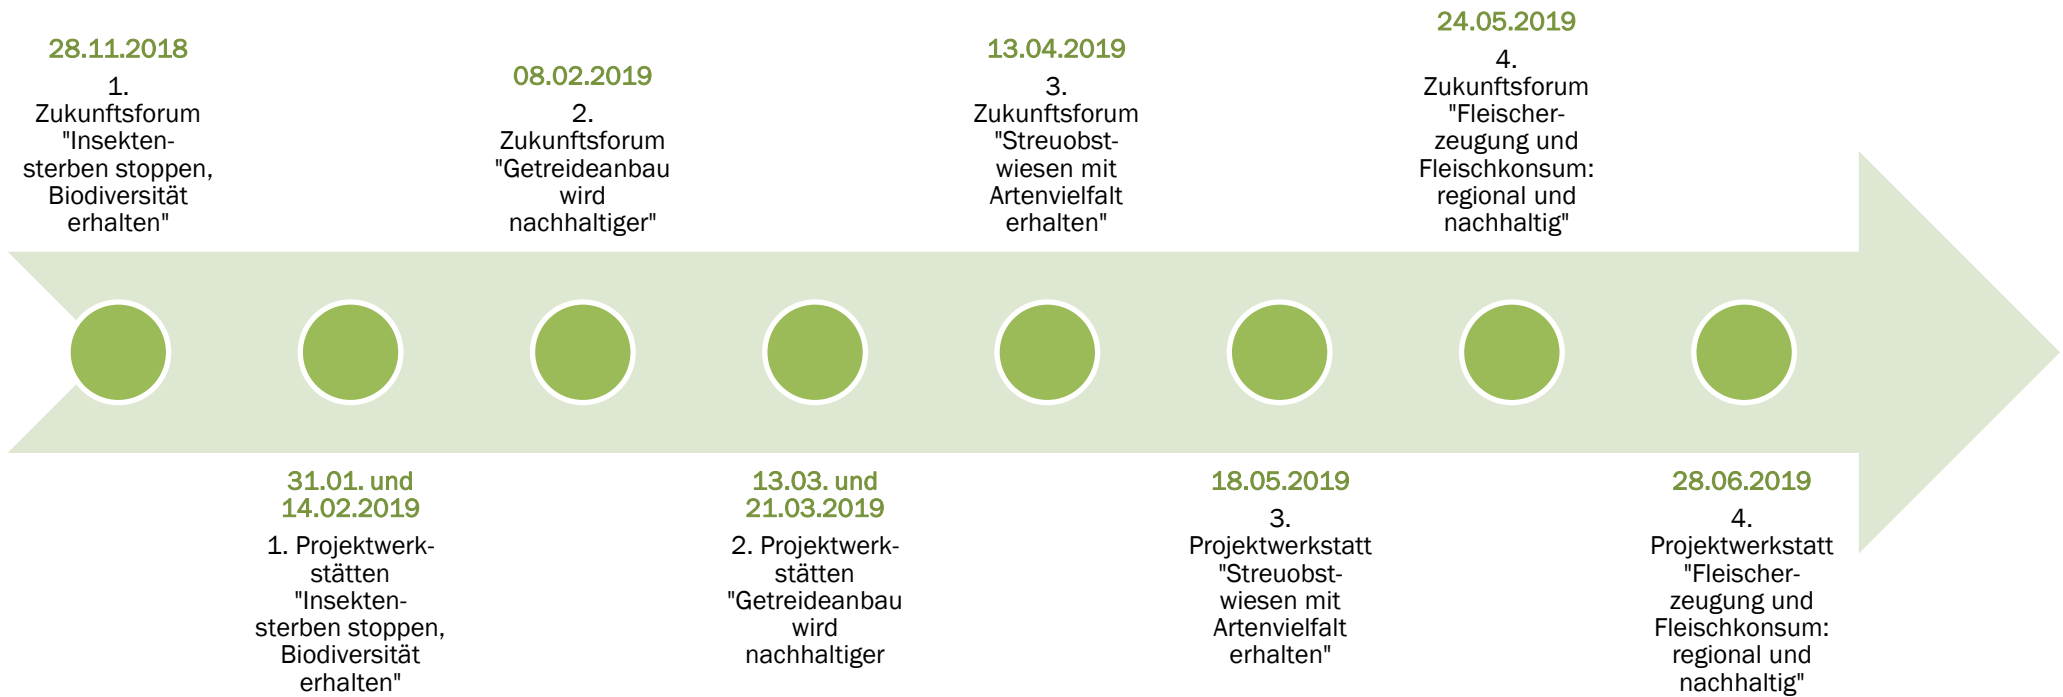 28.11.2018
1.
Zukunftsforum
"Insekten-
sterben stoppen,
Biodiversität
erhalten"
31.01. und
14.02.2019
1. Projektwerk-
stätten
"Insekten-
sterben stoppen,
Biodiversität
erhalten"
08.02.2019
2.
Zukunftsforum
"Getreideanbau
wird
nachhaltiger"
13.03. und
21.03.2019
2. Projektwerk-
stätten
"Getreideanbau
wird
nachhaltiger
13.04.2019
3.
Zukunftsforum
"Streuobst-
wiesen mit
Artenvielfalt
erhalten"
18.05.2019
3.
Projektwerkstatt
"Streuobst-
wiesen mit
Artenvielfalt
erhalten"
24.05.2019
4.
Zukunftsforum
"Fleischer-
zeugung und
Fleischkonsum:
regional und
nachhaltig"
28.06.2019
4.
Projektwerkstatt
"Fleischer-
zeugung und
Fleischkonsum:
regional und
nachhaltig"